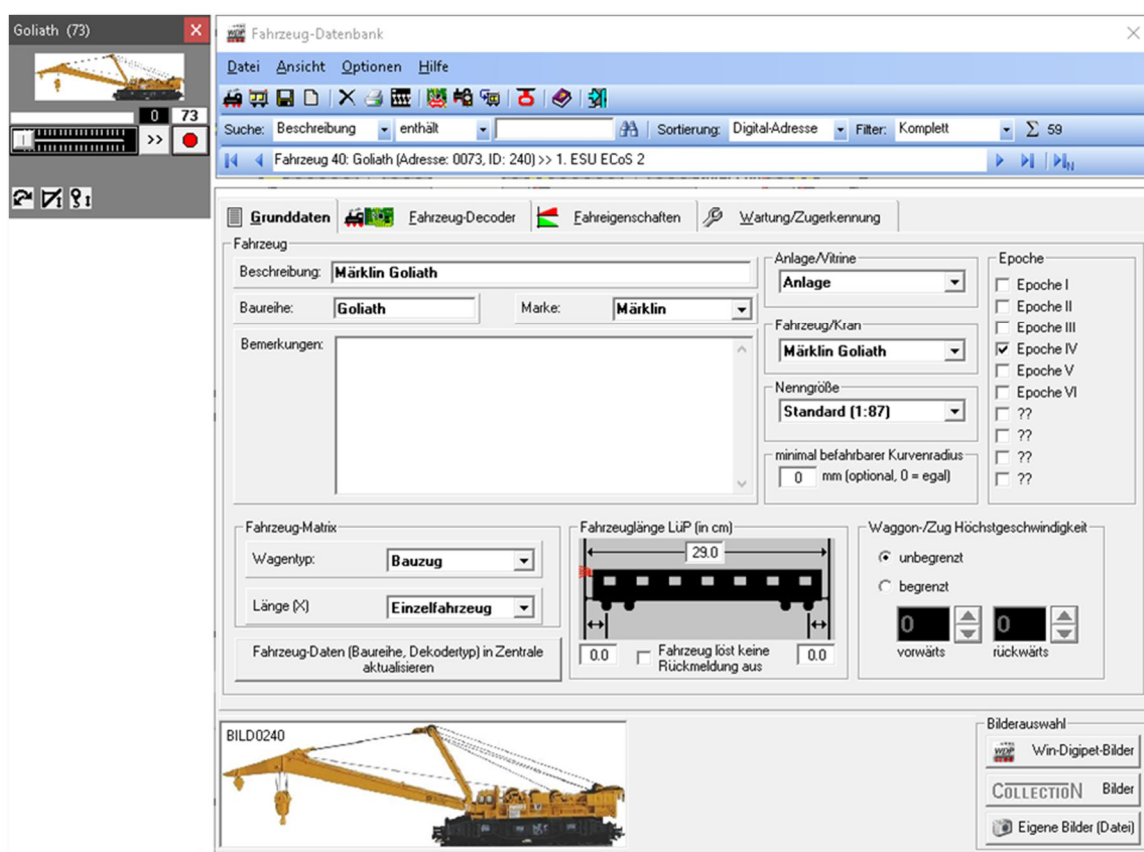 Goliath (73)
0 73
>>
Fahrzeug-Datenbank
Datei Ansicht Optionen Hilfe
Suche: Beschreibung enthält Sortierung: Digital-Adresse Filter: Komplett Σ 59
Fahrzeug 40: Goliath (Adresse: 0073, ID: 240) >> 1. ESU ECoS 2
Grunddaten Fahrzeug-Decoder Fahreigenschaften Wartung/Zugerkennung
Fahrzeug
Beschreibung: Märklin Goliath
Baureihe: Goliath Marke: Märklin
Bemerkungen:
Anlage/Vitrine
Anlage
Fahrzeug/Kran
Märklin Goliath
Nenngröße
Standard (1:87)
minimal befahrbarer Kurvenradius
0 mm (optional, 0 = egal)
Epoche
Epoche I
Epoche II
Epoche III
Epoche IV
Epoche V
Epoche VI
??
??
??
??
Fahrzeug-Matrix
Wagentyp: Bauzug
Länge (X) Einzelfahrzeug
Fahrzeug-Daten (Baureihe, Dekodertyp) in Zentrale
aktualisieren
Fahrzeuglänge LüP (in cm)
29.0
0.0 Fahrzeug löst keine 0.0
Rückmeldung aus
Waggon-/Zug Höchstgeschwindigkeit
unbegrenzt
begrenzt
0 0
vorwärts rückwärts
BILD0240
Bilderauswahl
WDP Win-Digipet-Bilder
COLLECTION Bilder
Eigene Bilder (Datei)